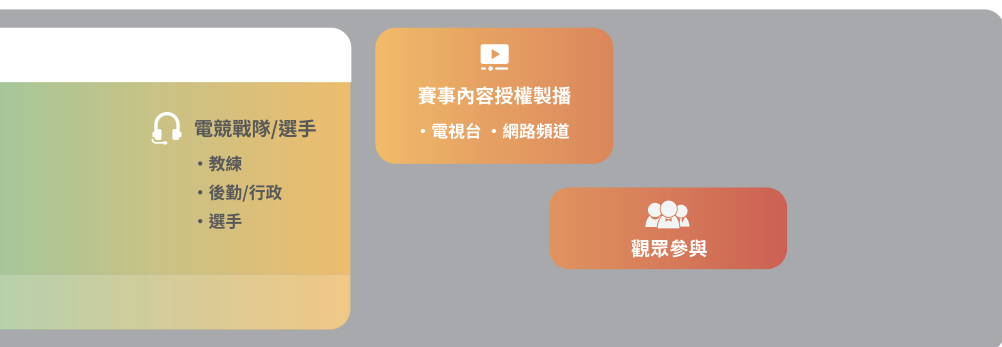 電競戰隊/選手
・教練
・後勤/行政
・選手
賽事內容授權製播
・電視台 ・網路頻道
觀眾參與